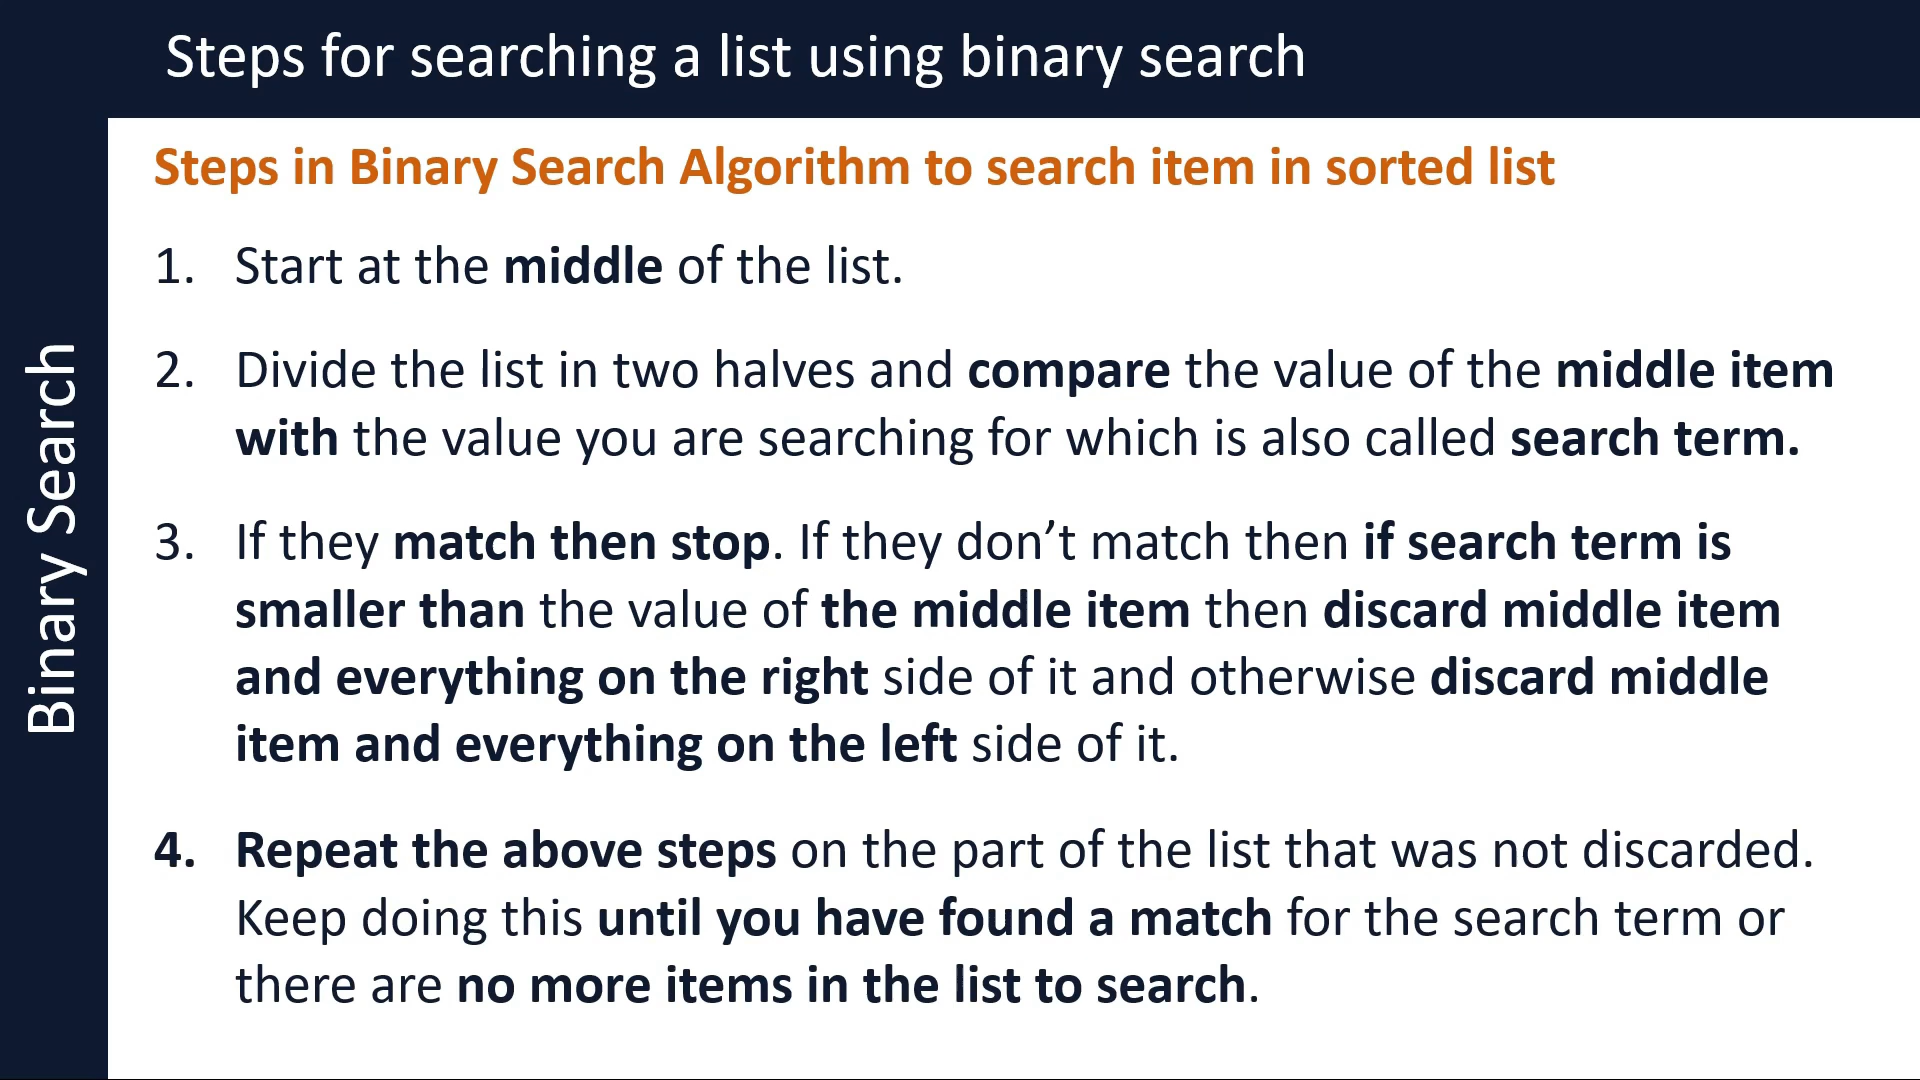 Steps for searching a list using binary search
Binary Search
Steps in Binary Search Algorithm to search item in sorted list
1. Start at the middle of the list.
2. Divide the list in two halves and compare the value of the middle item
with the value you are searching for which is also called search term.
3. If they match then stop. If they don’t match then if search term is
smaller than the value of the middle item then discard middle item
and everything on the right side of it and otherwise discard middle
item and everything on the left side of it.
4. Repeat the above steps on the part of the list that was not discarded.
Keep doing this until you have found a match for the search term or
there are no more items in the list to search.